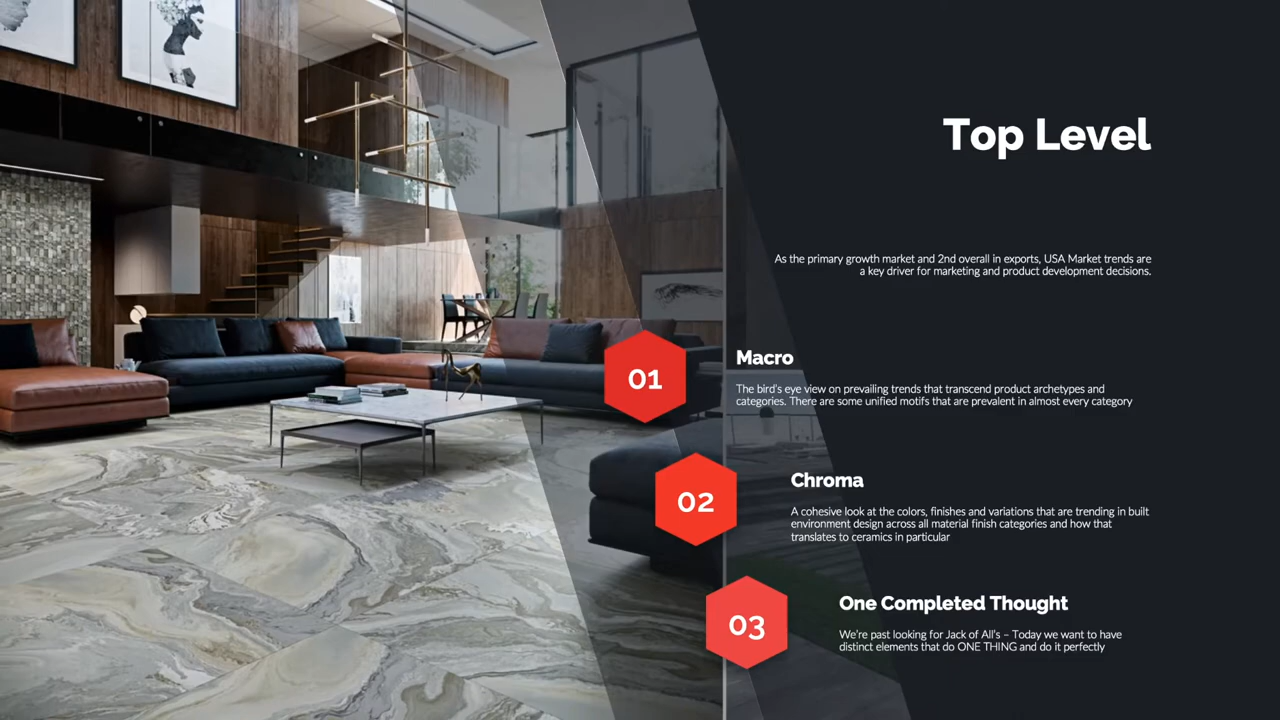 Top Level
As the primary growth market and 2nd overall in exports, USA Market trends are
a key driver for marketing and product development decisions.
01
Macro
The bird's eye view on prevailing trends that transcend product archetypes and
categories. There are some unified motifs that are prevalent in almost every category
02
Chroma
A cohesive look at the colors, finishes and variations that are trending in built
environment design across all material finish categories and how that
translates to ceramics in particular
03
One Completed Thought
We're past looking for Jack of All's – Today we want to have
distinct elements that do ONE THING and do it perfectly